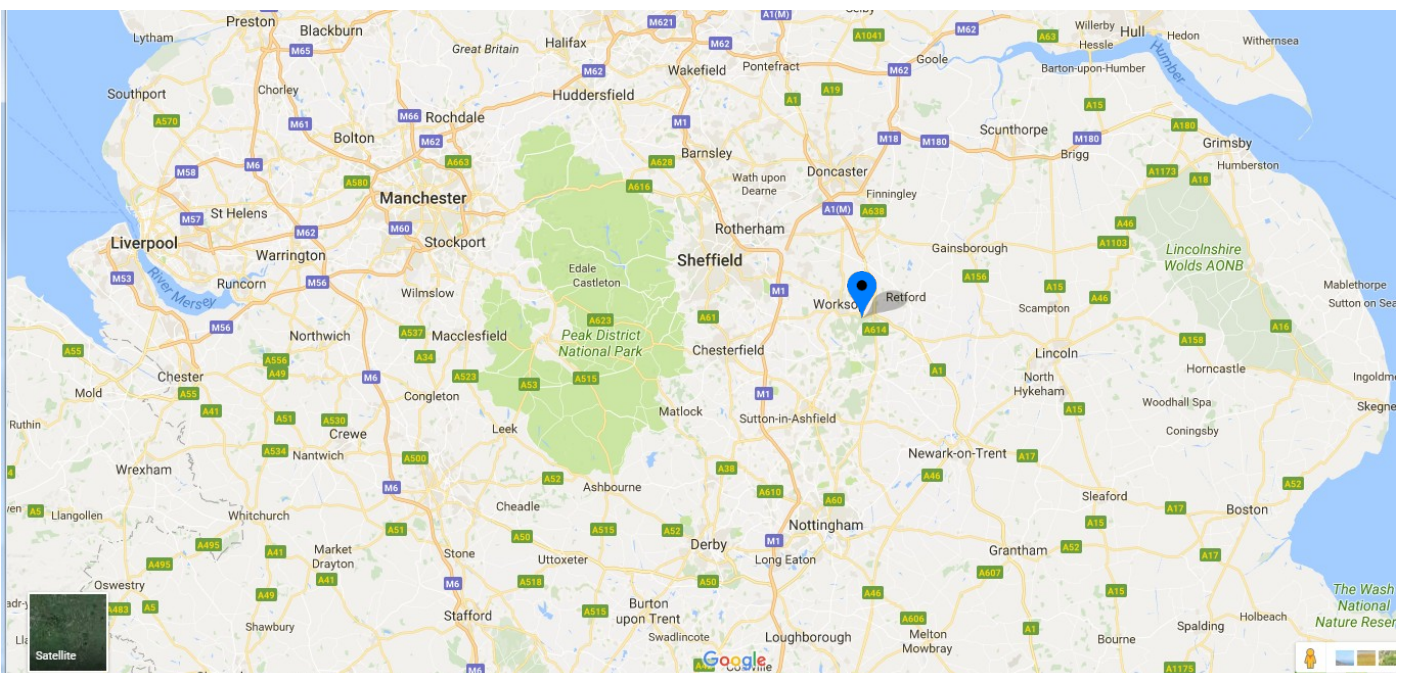 Preston
Blackburn
M621
A1(M)
Willerby
Hull
Hedon
Lytham
M65
Great Britain
Halifax
M62
A1041
M62
A63
Hessle
Withernsea
M62
Wakefield
Pontefract
M62
Goole
Barton-upon-Humber
Humber
Southport
Chorley
Huddersfield
A1
A19
A15
A570
M61
M66
Rochdale
M1
A180
Bolton
M62
M18
M180
Scunthorpe
M180
Grimsby
Barnsley
Brigg
M58
M6
A663
A628
Humberston
A580
A616
Wath upon
Dearne
Doncaster
A1173
A18
Manchester
Finningley
M57
St Helens
M62
M60
A1(M)
A638
A46
Liverpool
Warrington
Stockport
Rotherham
Gainsborough
A1103
Lincolnshire
Wolds AONB
Sheffield
M53
River Mersey
Runcorn
M56
Wilmslow
Edale
Castleton
M1
A156
A15
A46
Mablethorpe
Retford
Scampton
Sutton on Sea
M56
Northwich
A537
Macclesfield
A623
A61
A614
A16
Peak District
National Park
A55
A556
A49
A34
Chesterfield
Lincoln
A158
Chester
M6
A523
A53
A515
A1
Horncastle
Mold
A55
Congleton
M1
North
Hykeham
Woodhall Spa
A41
A51
A530
Matlock
Sutton-in-Ashfield
A15
Ruthin
Crewe
Leek
Coningsby
A534
Nantwich
A500
Newark-on-Trent
A17
Wrexham
A52
A38
A46
M6
Ashbourne
A610
A60
Sleaford
A52
A5
Llangollen
Whitchurch
Cheadle
A17
Boston
A51
A50
A515
A52
Nottingham
A15
A495
A41
Market
Drayton
Stone
Derby
M1
Long Eaton
Grantham
A52
A17
A495
Uttoxeter
A607
Oswestry
A41
M6
A518
A50
The Wash
National
A483
A5
A49
A46
A15
Stafford
A515
Burton
upon Trent
A606
Holbeach
Shawbury
Swadlincote
Loughborough
Melton
Mowbray
A1
Bourne
Spalding
Satellite
Google
M6
A1175